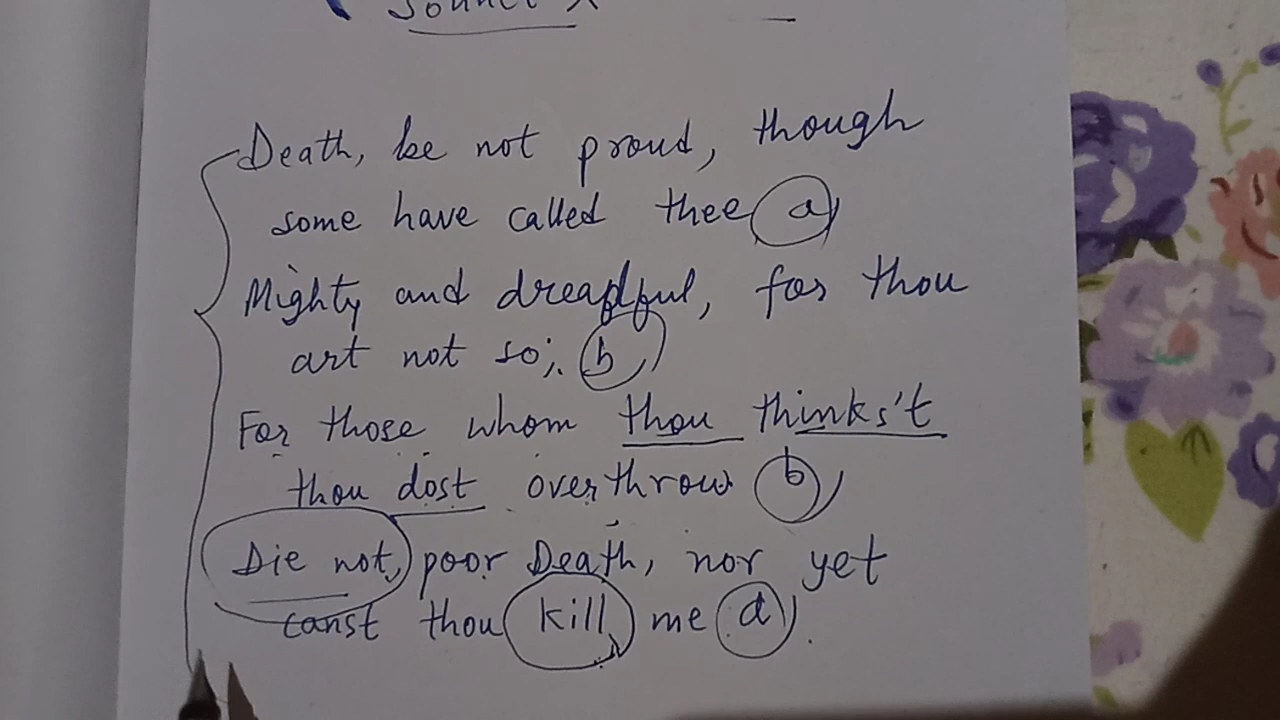 Sonnet X
Death, be not proud, though
some have called thee a
Mighty and dreadful, for thou
art not so; b
For those whom thou thinks't
thou dost overthrow b
Die not, poor Death, nor yet
canst thou kill me a